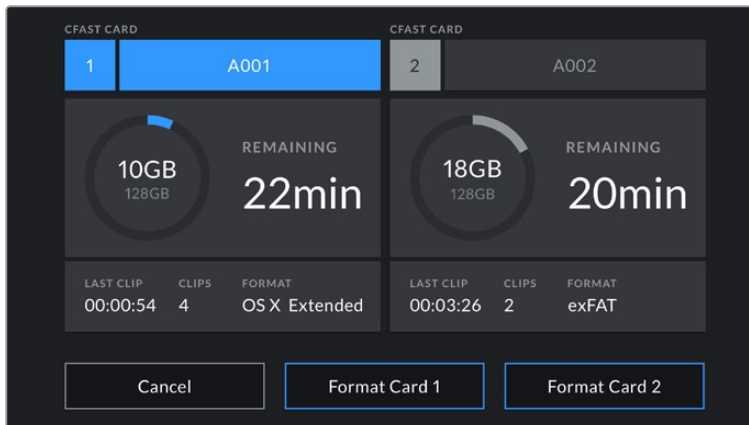 CFAST CARD
1 A001
10GB
128GB
REMAINING
22min
LAST CLIP CLIPS FORMAT
00:00:54 4 OS X Extended
CFAST CARD
2 A002
18GB
128GB
REMAINING
20min
LAST CLIP CLIPS FORMAT
00:03:26 2 exFAT
Cancel Format Card 1 Format Card 2